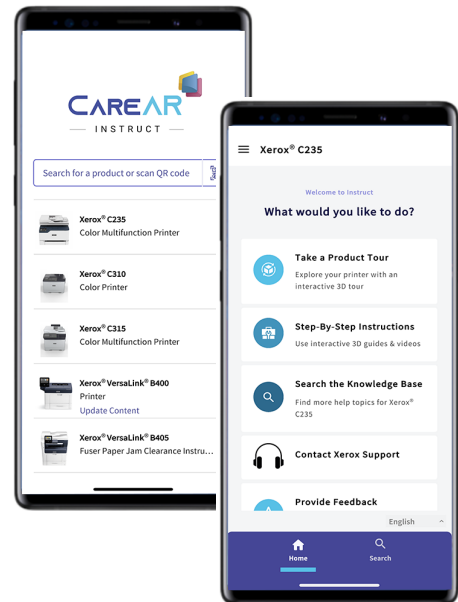 CAREAR
INSTRUCT
Search for a product or scan QR code
Xerox® C235
Color Multifunction Printer
Xerox® C310
Color Printer
Xerox® C315
Color Multifunction Printer
Xerox® VersaLink® B400
Printer
Update Content
Xerox® VersaLink® B405
Fuser Paper Jam Clearance Instru...
Xerox® C235
Welcome to Instruct
What would you like to do?
Take a Product Tour
Explore your printer with an
interactive 3D tour
Step-By-Step Instructions
Use interactive 3D guides & videos
Search the Knowledge Base
Find more help topics for Xerox®
C235
Contact Xerox Support
Provide Feedback
English
Home
Search